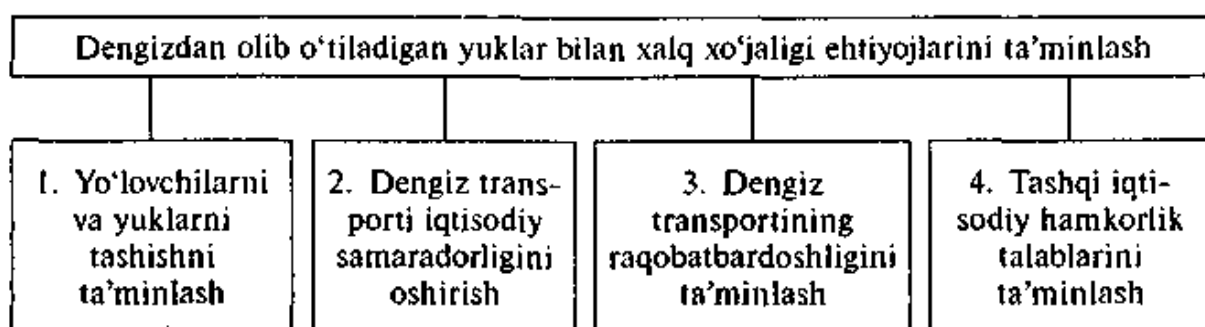 Dengizdan olib o‘tiladigan yuklar bilan xalq xo‘jaligi ehtiyojlarini ta’minlash
1. Yo‘lovchilarni
va yuklarni
tashishni
ta’minlash
2. Dengiz trans-
porti iqtisodiy
samaradorligini
oshirish
3. Dengiz
transportining
raqobatbardoshligini
ta’minlash
4. Tashqi iqti-
sodiy hamkorlik
talablarini
ta’minlash